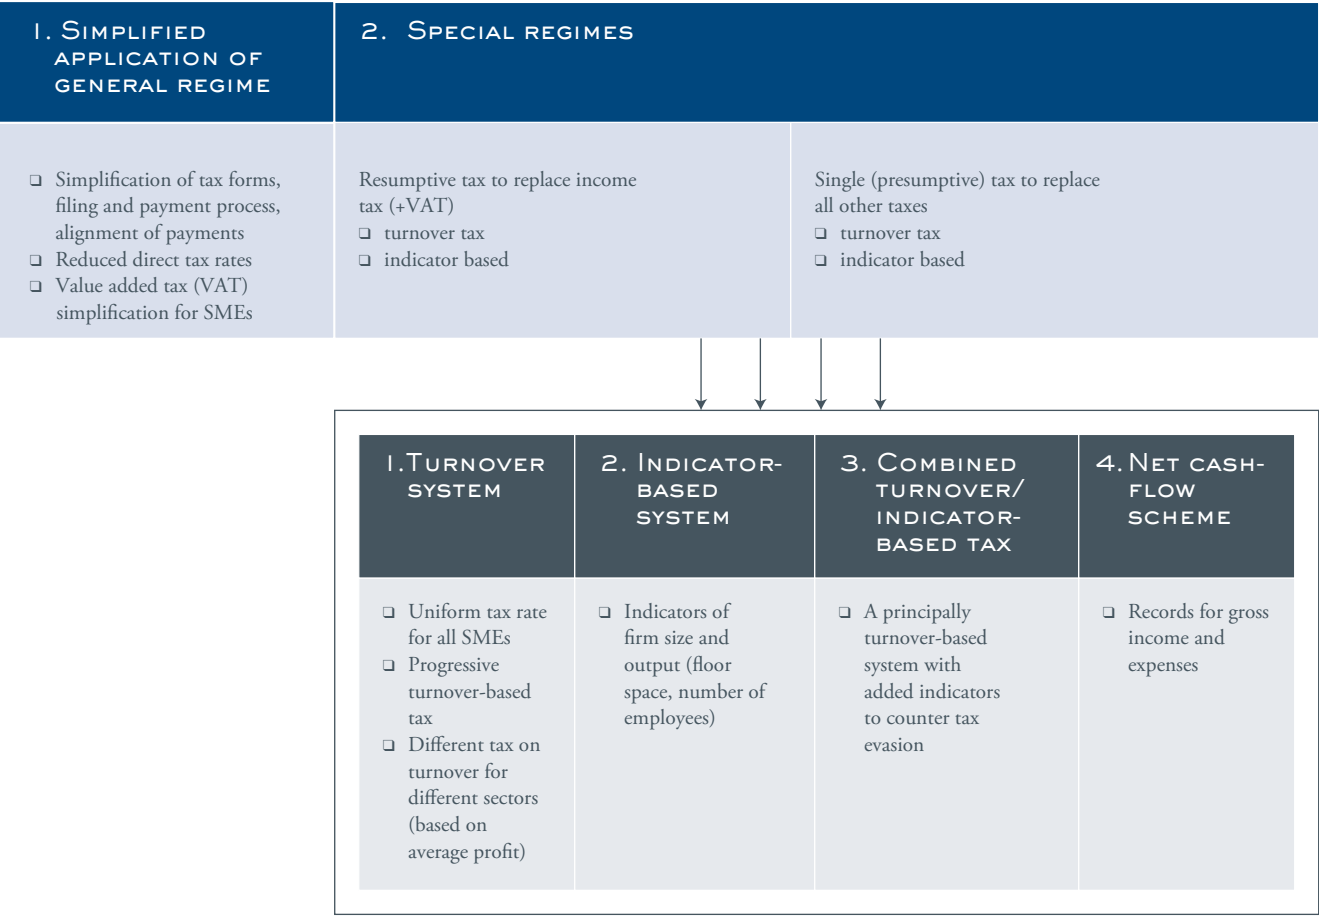 1. Simplified
application of
general regime
2. Special regimes
❑ Simplification of tax forms,
filing and payment process,
alignment of payments
❑ Reduced direct tax rates
❑ Value added tax (VAT)
simplification for SMEs
Resumptive tax to replace income
tax (+VAT)
❑ turnover tax
❑ indicator based
Single (presumptive) tax to replace
all other taxes
❑ turnover tax
❑ indicator based
1. Turnover
system
❑ Uniform tax rate
for all SMEs
❑ Progressive
turnover-based
tax
❑ Different tax on
turnover for
different sectors
(based on
average profit)
2. Indicator-
based
system
❑ Indicators of
firm size and
output (floor
space, number of
employees)
3. Combined
turnover/
indicator-
based tax
❑ A principally
turnover-based
system with
added indicators
to counter tax
evasion
4. Net cash-
flow
scheme
❑ Records for gross
income and
expenses